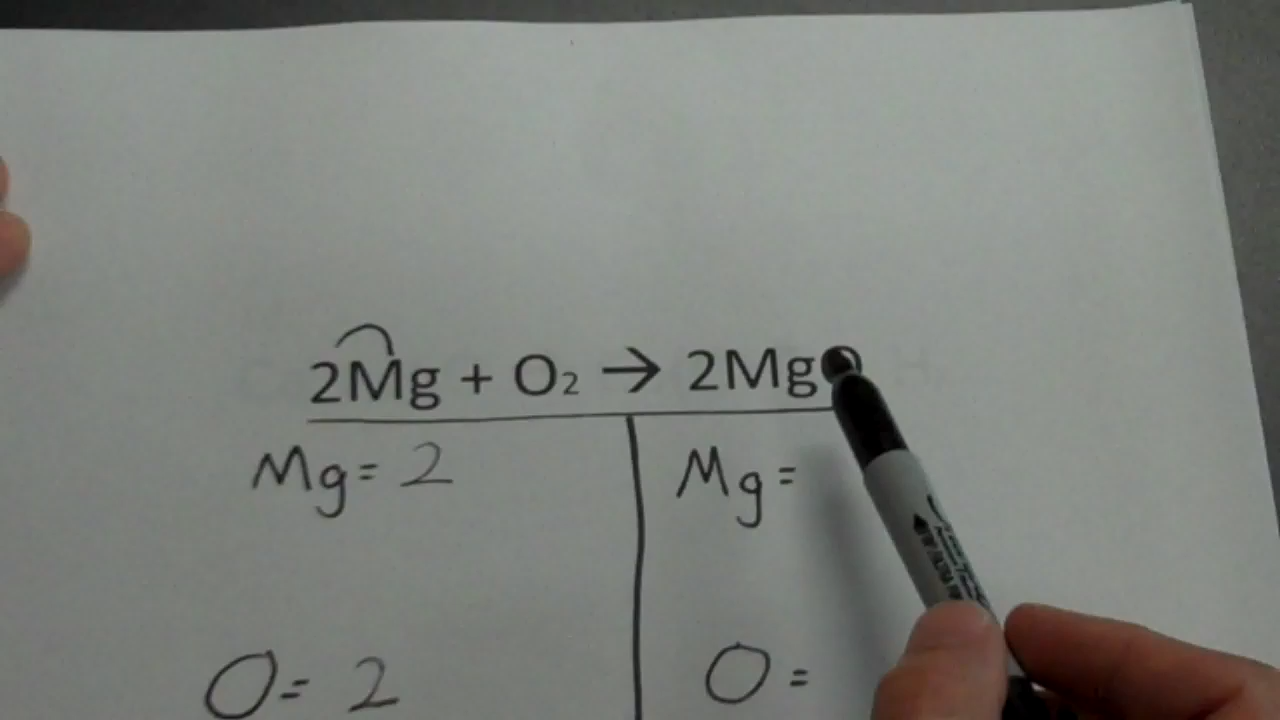 2Mg + O₂ → 2MgO
Mg = 2 Mg =
O = 2 O =